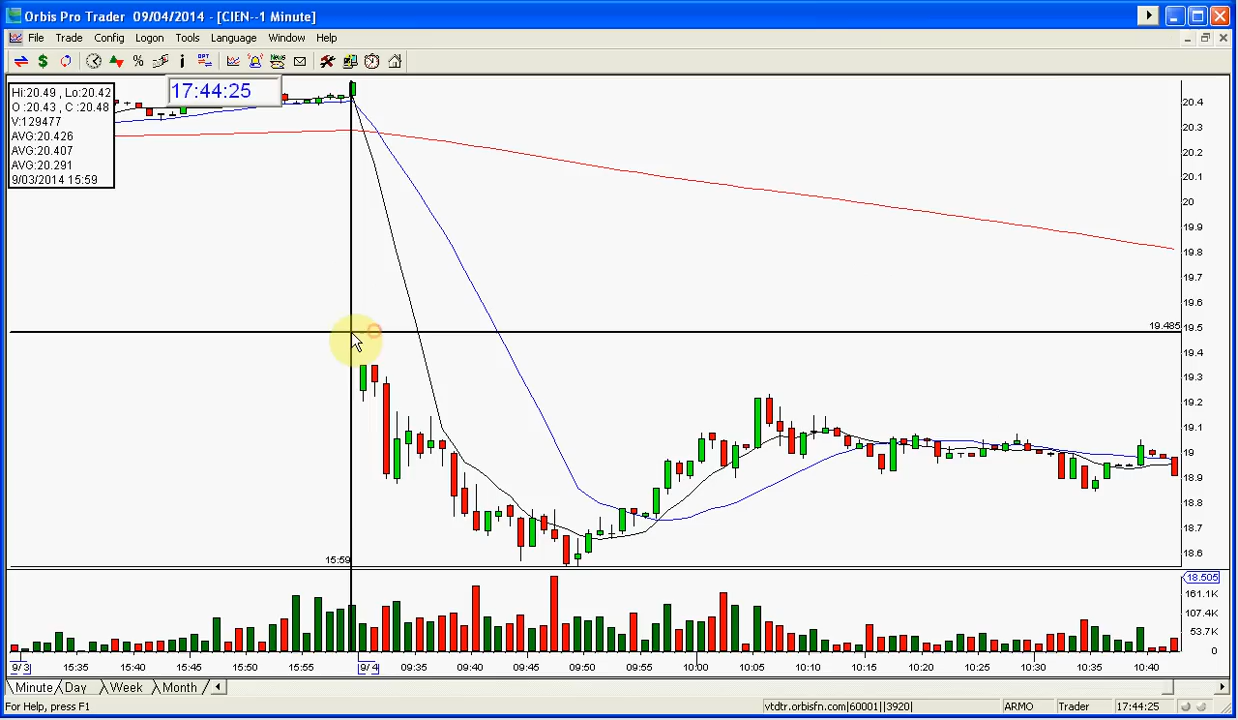 Orbis Pro Trader 09/04/2014 - [CIEN--1 Minute]
File Trade Config Logon Tools Language Window Help
Hi:20.49 , Lo:20.42
O :20.43 , C :20.48
V:129477
AVG:20.426
AVG:20.407
AVG:20.291
9/03/2014 15:59
17:44:25
20.4
20.3
20.2
20.1
20
19.9
19.8
19.7
19.6
19.485
19.5
19.4
19.3
19.2
19.1
19
18.9
18.8
18.7
18.6
15:59
18.505
161.1K
107.4K
53.7K
0
9/ 3 15:35 15:40 15:45 15:50 15:55 9/ 4 09:35 09:40 09:45 09:50 09:55 10:00 10:05 10:10 10:15 10:20 10:25 10:30 10:35 10:40
Minute Day Week Month
For Help, press F1 vtdtr.orbisfn.com|60001||3920| ARMO Trader 17:44:25